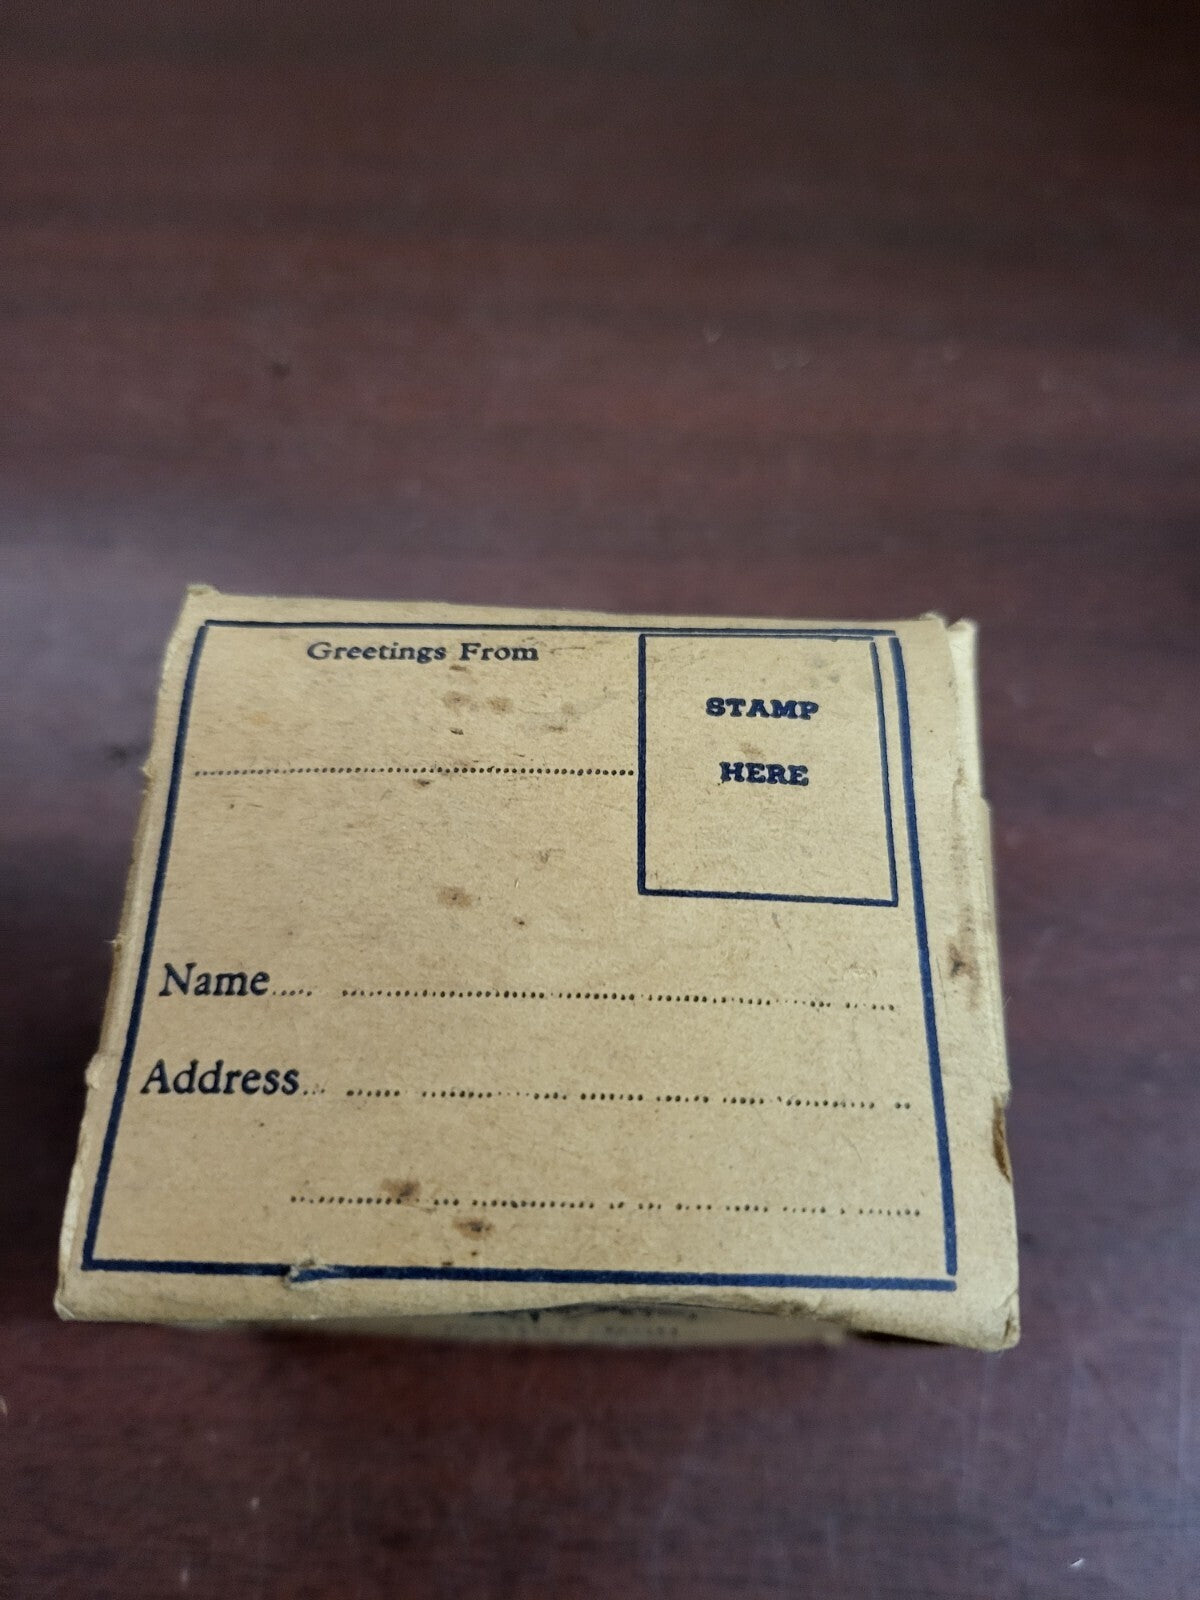 Greetings From
STAMP
HERE
Name
Address